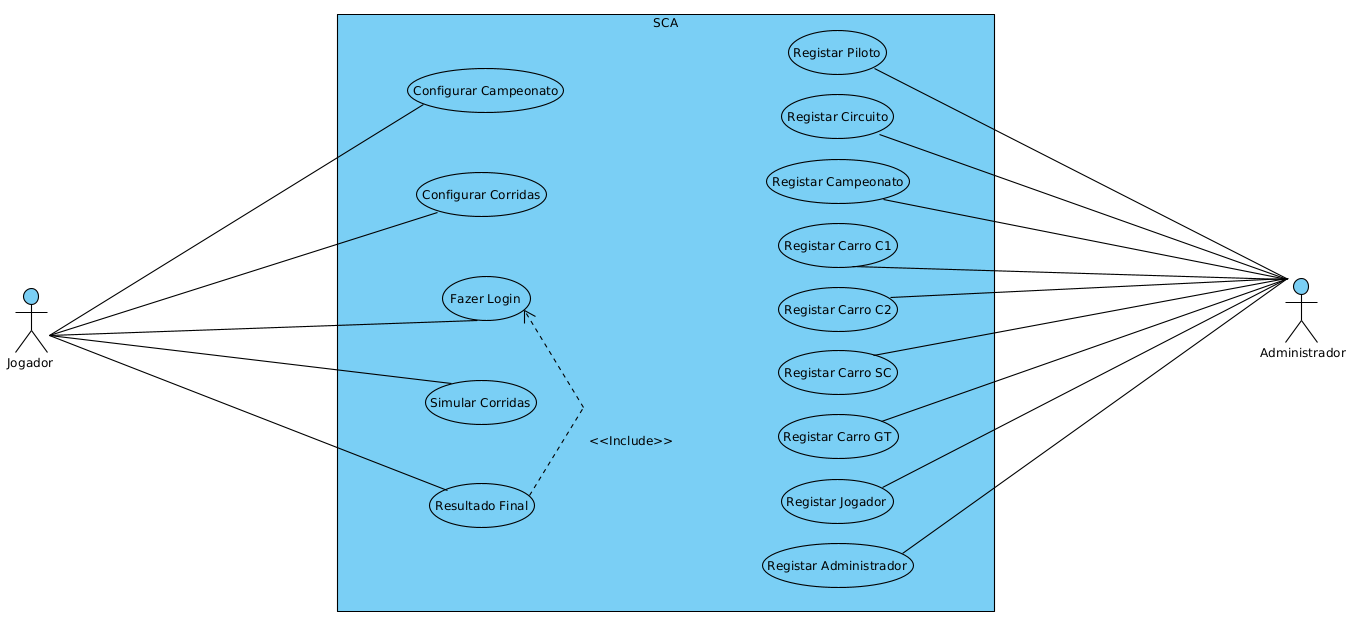 SCA
Configurar Campeonato
Configurar Corridas
Fazer Login
Simular Corridas
Resultado Final
<<Include>>
Registar Piloto
Registar Circuito
Registar Campeonato
Registar Carro C1
Registar Carro C2
Registar Carro SC
Registar Carro GT
Registar Jogador
Registar Administrador
Jogador
Administrador